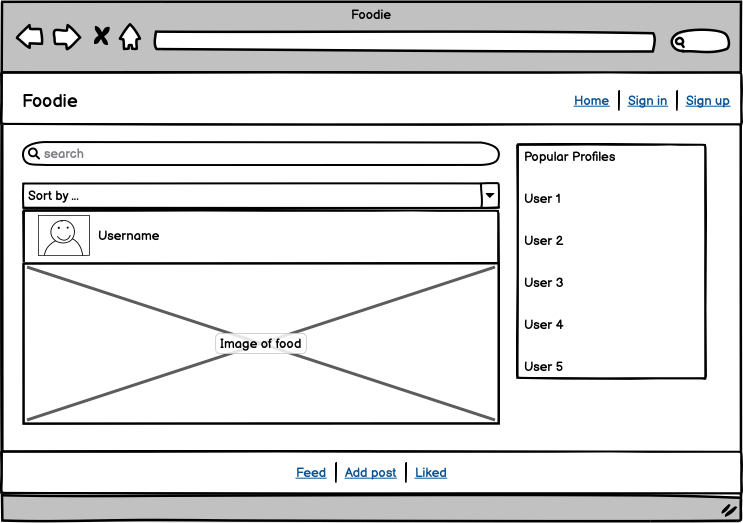 Foodie
Foodie
Home Sign in Sign up
search
Sort by ...
Username
Image of food
Popular Profiles
User 1
User 2
User 3
User 4
User 5
Feed Add post Liked